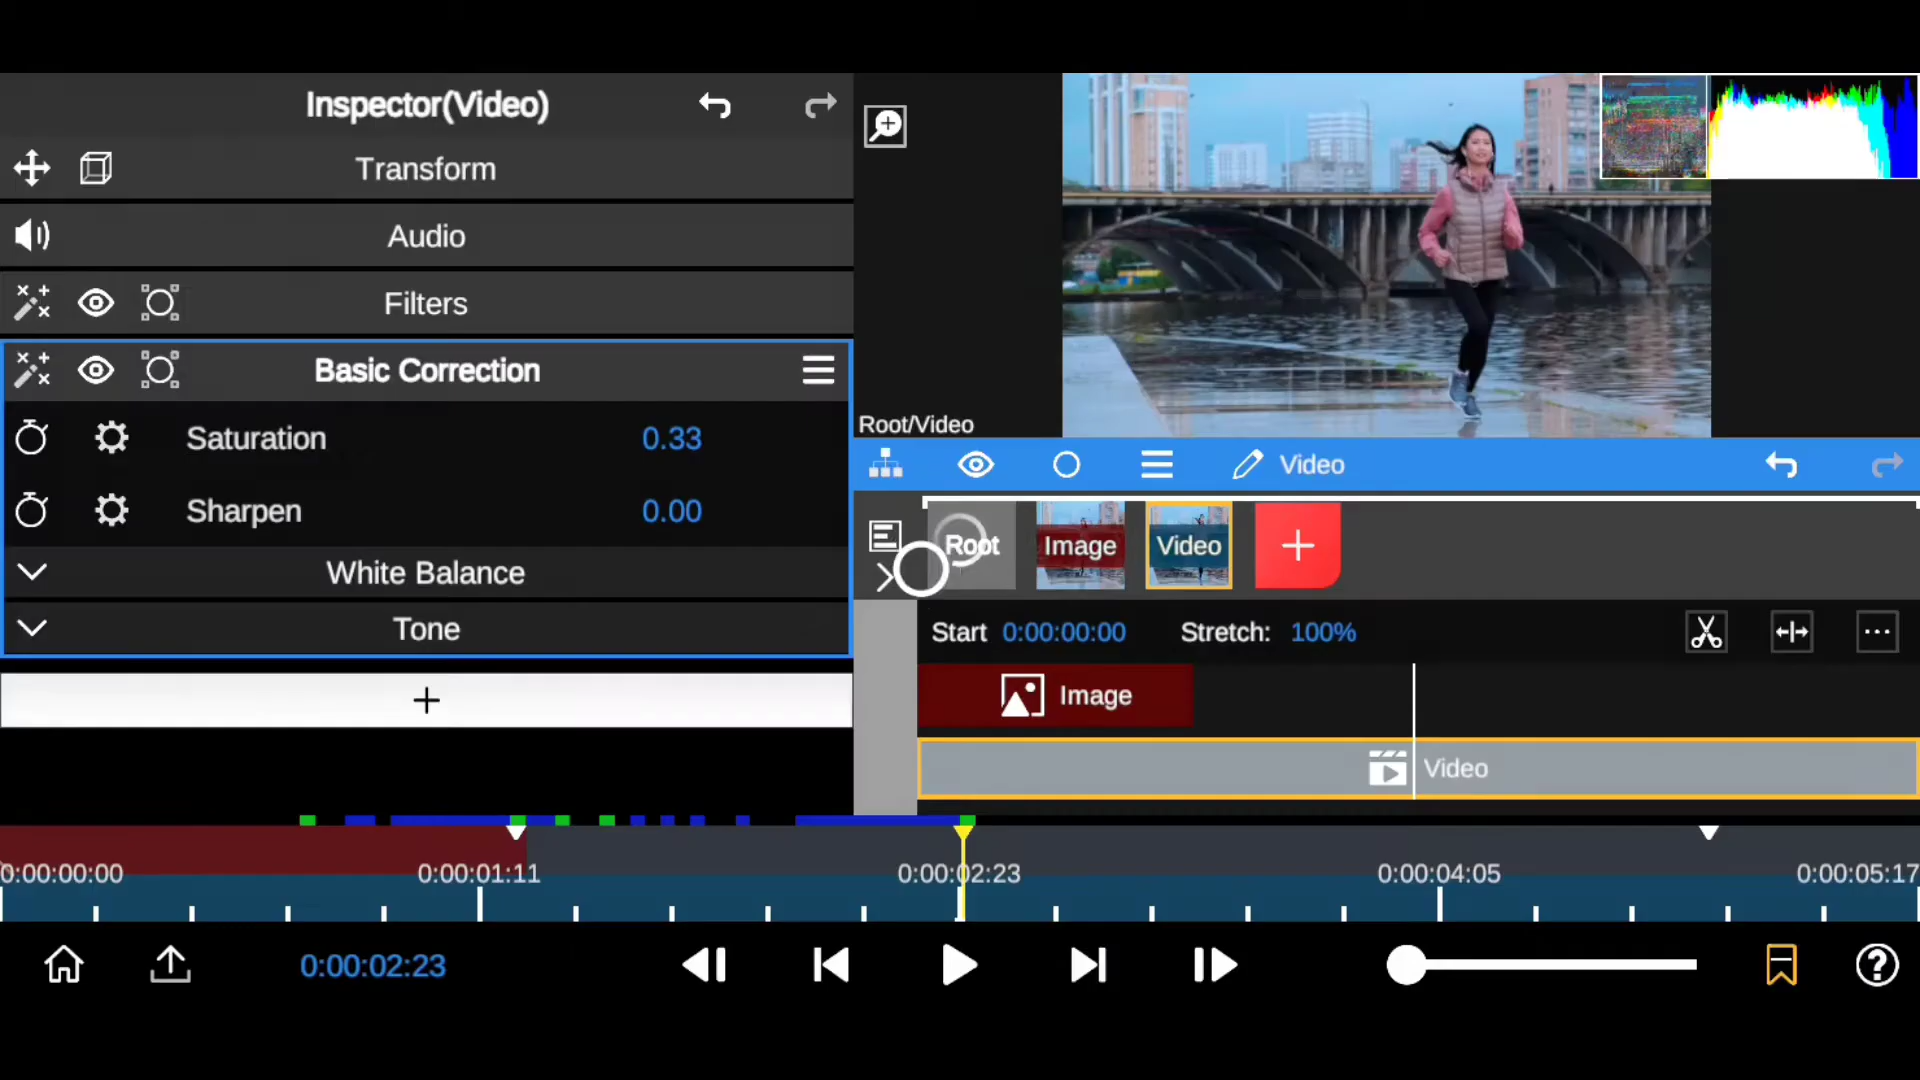 Inspector(Video)
Transform
Audio
Filters
Basic Correction
Saturation 0.33
Sharpen 0.00
White Balance
Tone
+
Root/Video
Video
Root Image Video +
Start 0:00:00:00 Stretch: 100%
Image
Video
0:00:00:00 0:00:01:11 0:00:02:23 0:00:04:05 0:00:05:17
0:00:02:23